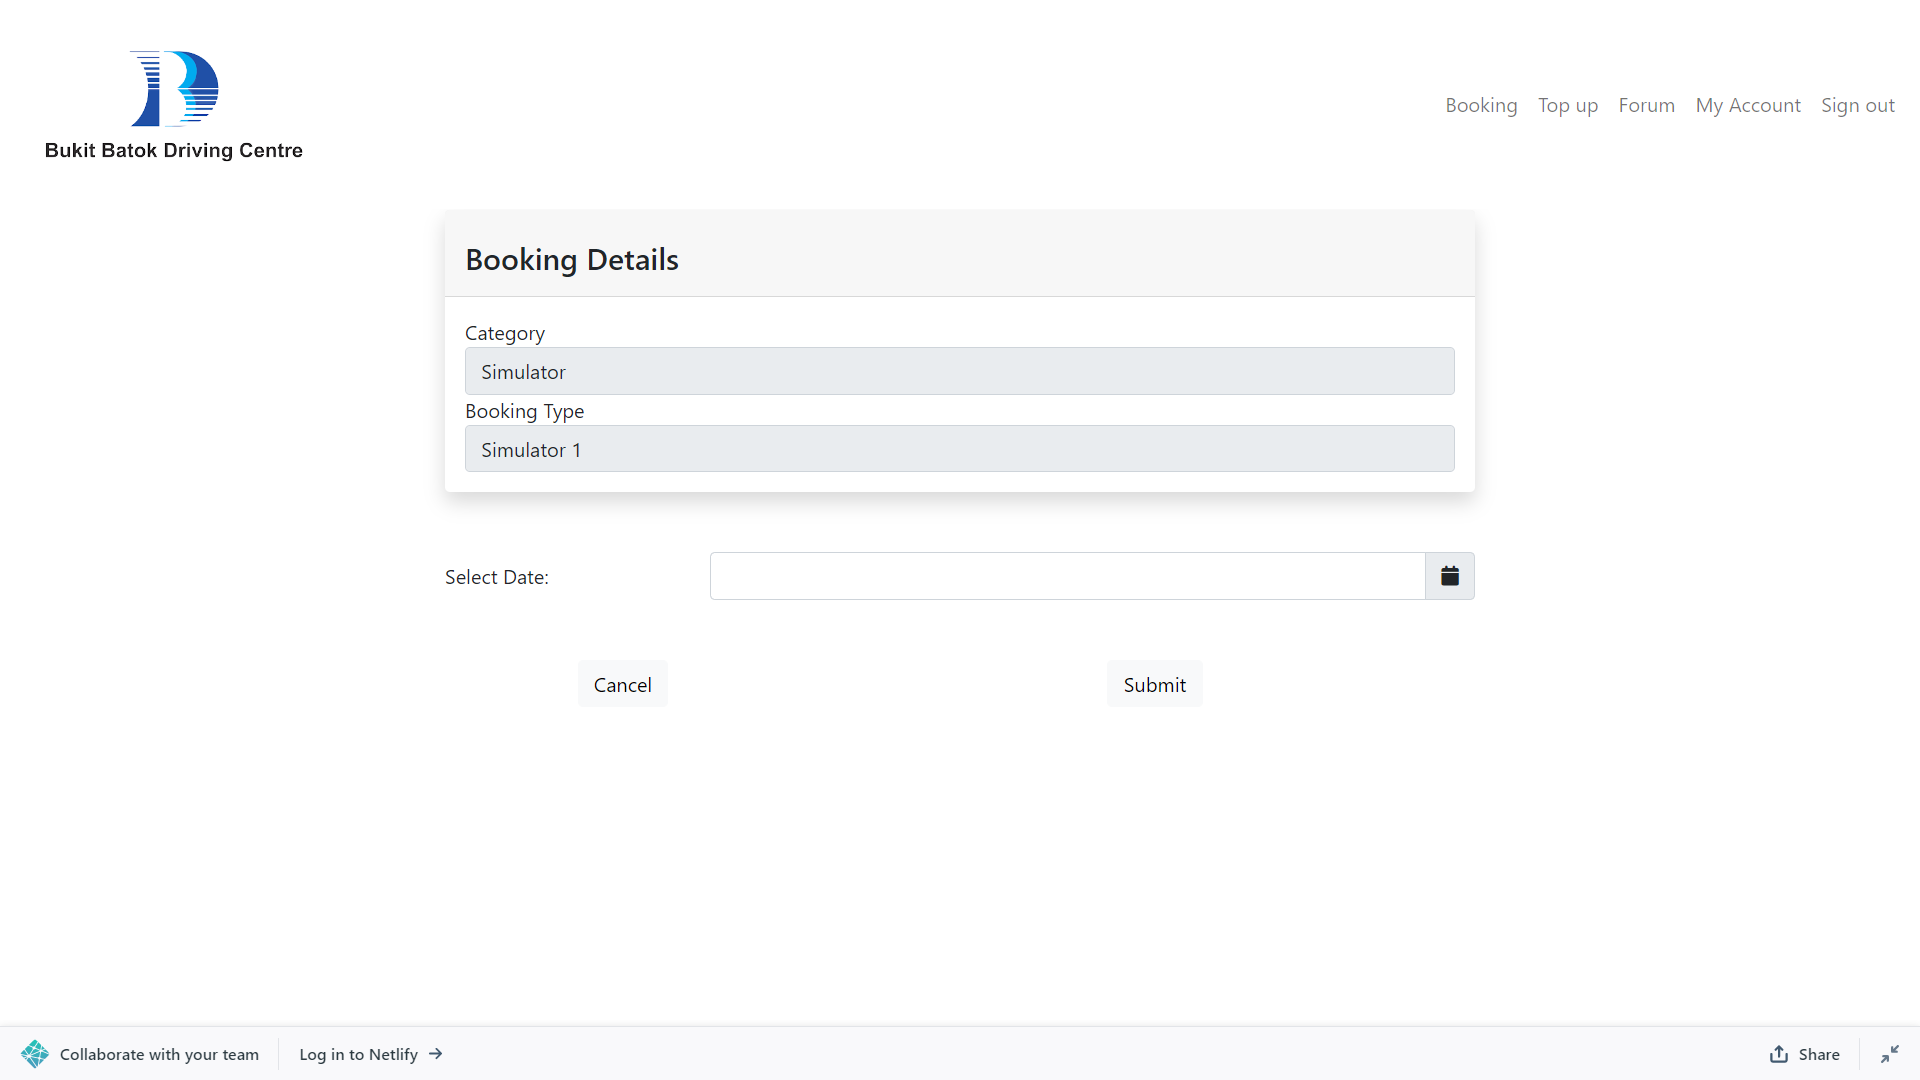 Bukit Batok Driving Centre
Booking Top up Forum My Account Sign out
Booking Details
Category
Simulator
Booking Type
Simulator 1
Select Date:
Cancel Submit
Collaborate with your team Log in to Netlify → Share